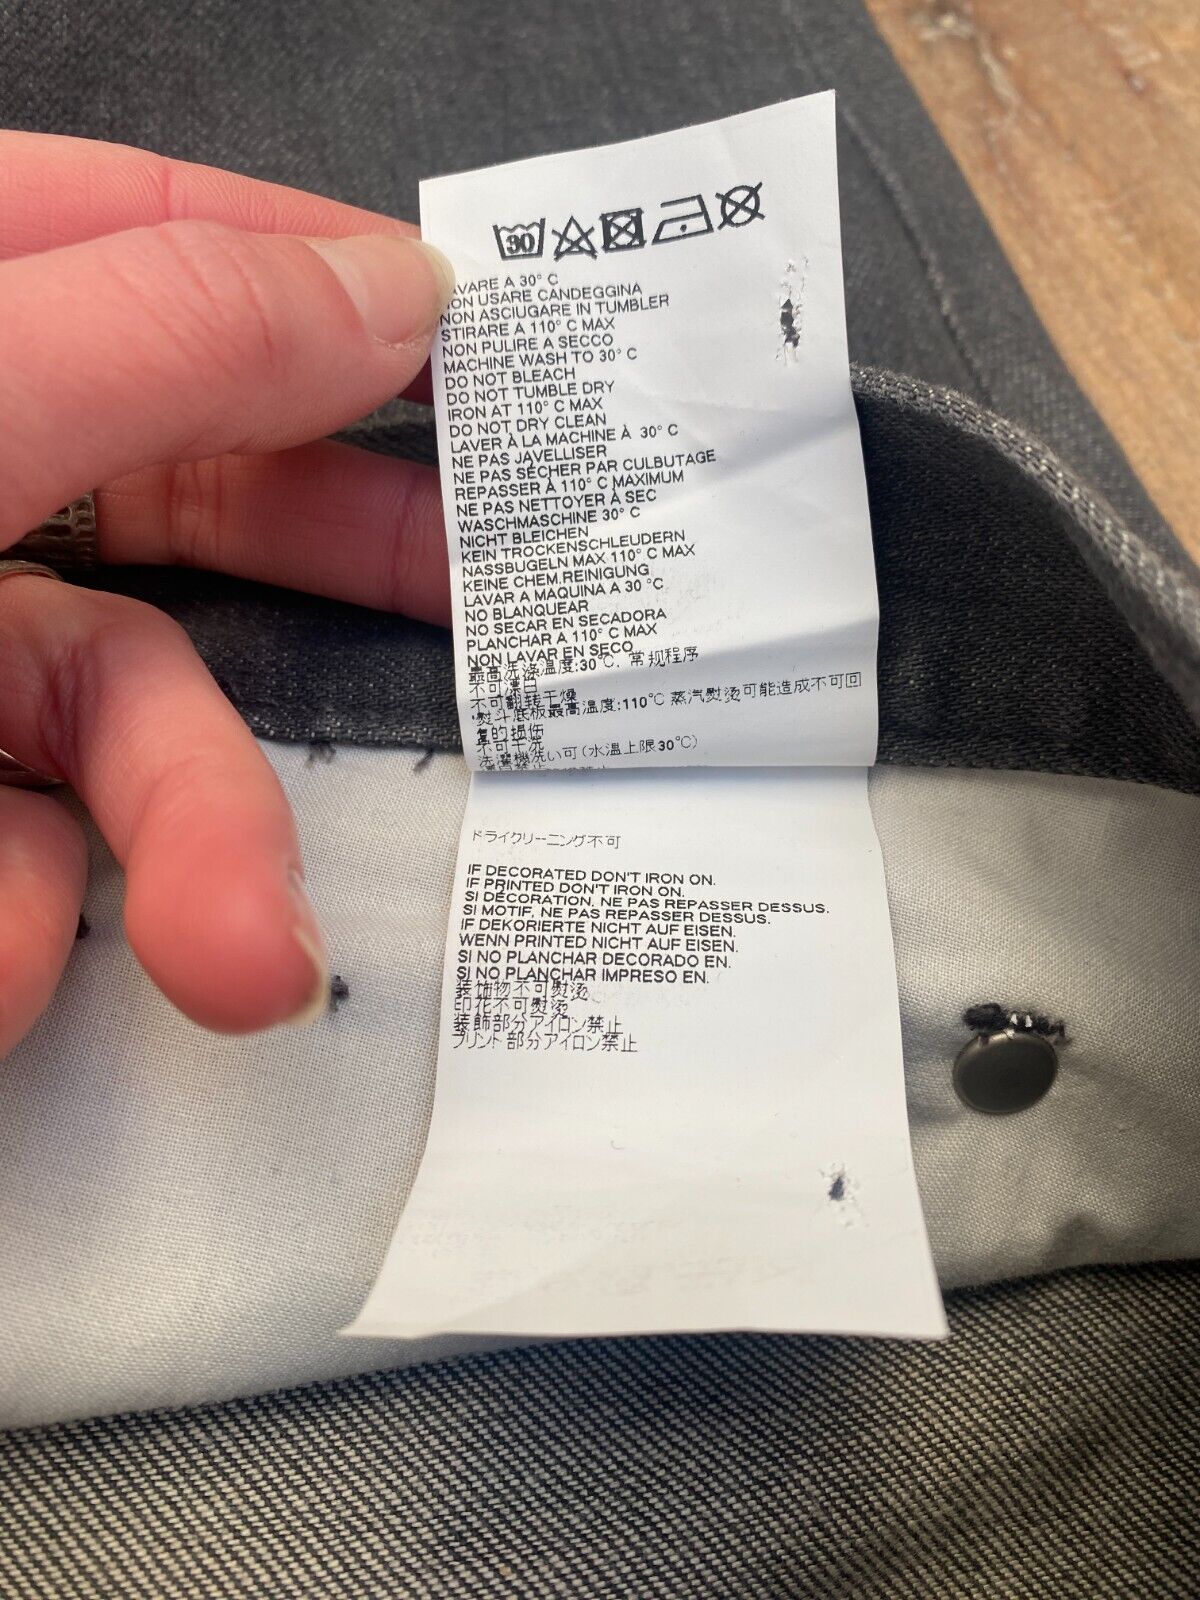 30
AVARE A 30° C
NON USARE CANDEGGINA
NON ASCIUGARE IN TUMBLER
STIRARE A 110° C MAX
NON PULIRE A SECCO
MACHINE WASH TO 30° C
DO NOT BLEACH
DO NOT TUMBLE DRY
IRON AT 110° C MAX
DO NOT DRY CLEAN
LAVER À LA MACHINE À 30° C
NE PAS JAVELLISER
NE PAS SÉCHER PAR CULBUTAGE
REPASSER À 110° C MAXIMUM
NE PAS NETTOYER À SEC
WASCHMASCHINE 30° C
NICHT BLEICHEN
KEIN TROCKENSCHLEUDERN
NASSBUGELN MAX 110° C MAX
KEINE CHEM.REINIGUNG
LAVAR A MAQUINA A 30 °C
NO BLANQUEAR
NO SECAR EN SECADORA
PLANCHAR A 110° C MAX
NON LAVAR EN SECO
最高洗涤温度:30℃. 常规程序
不可漂白
不可翻转干燥
熨斗底板最高温度:110℃ 蒸汽熨烫可能造成不可回
复的损伤
不可干洗
洗濯機洗い可(水温上限30℃)
ドライクリーニング不可
IF DECORATED DON'T IRON ON.
IF PRINTED DON'T IRON ON.
SI DÉCORATION, NE PAS REPASSER DESSUS.
SI MOTIF, NE PAS REPASSER DESSUS.
IF DEKORIERTE NICHT AUF EISEN.
WENN PRINTED NICHT AUF EISEN.
SI NO PLANCHAR DECORADO EN.
SI NO PLANCHAR IMPRESO EN.
装饰物不可熨烫
印花不可熨烫
装飾部分アイロン禁止
プリント部分アイロン禁止